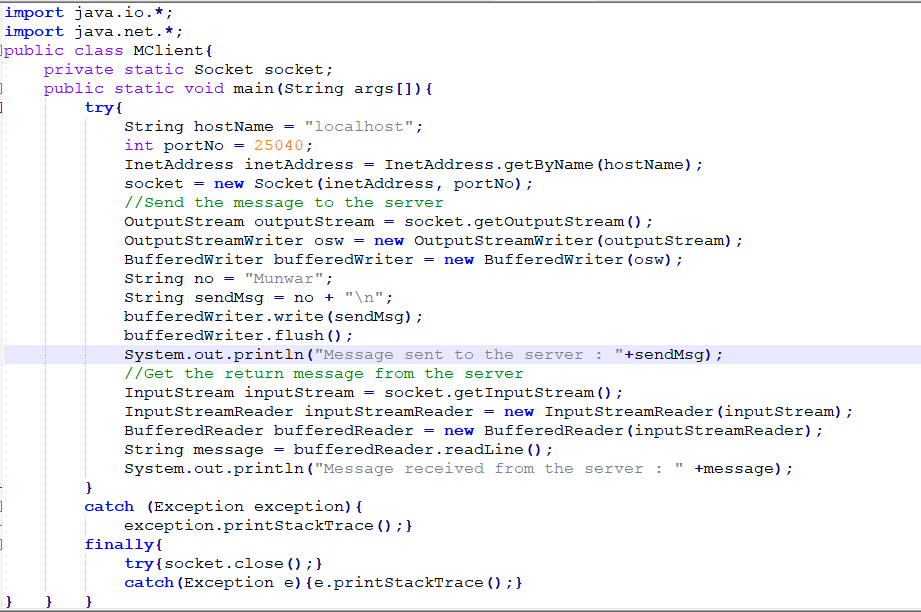 import java.io.*;
import java.net.*;
public class MClient{
    private static Socket socket;
    public static void main(String args[]){
        try{
            String hostName = "localhost";
            int portNo = 25040;
            InetAddress inetAddress = InetAddress.getByName(hostName);
            socket = new Socket(inetAddress, portNo);
            //Send the message to the server
            OutputStream outputStream = socket.getOutputStream();
            OutputStreamWriter osw = new OutputStreamWriter(outputStream);
            BufferedWriter bufferedWriter = new BufferedWriter(osw);
            String no = "Munwar";
            String sendMsg = no + "\n";
            bufferedWriter.write(sendMsg);
            bufferedWriter.flush();
            System.out.println("Message sent to the server : "+sendMsg);
            //Get the return message from the server
            InputStream inputStream = socket.getInputStream();
            InputStreamReader inputStreamReader = new InputStreamReader(inputStream);
            BufferedReader bufferedReader = new BufferedReader(inputStreamReader);
            String message = bufferedReader.readLine();
            System.out.println("Message received from the server : " +message);
        }
        catch (Exception exception){
            exception.printStackTrace();}
        finally{
            try{socket.close();}
            catch(Exception e){e.printStackTrace();}
}   }   }